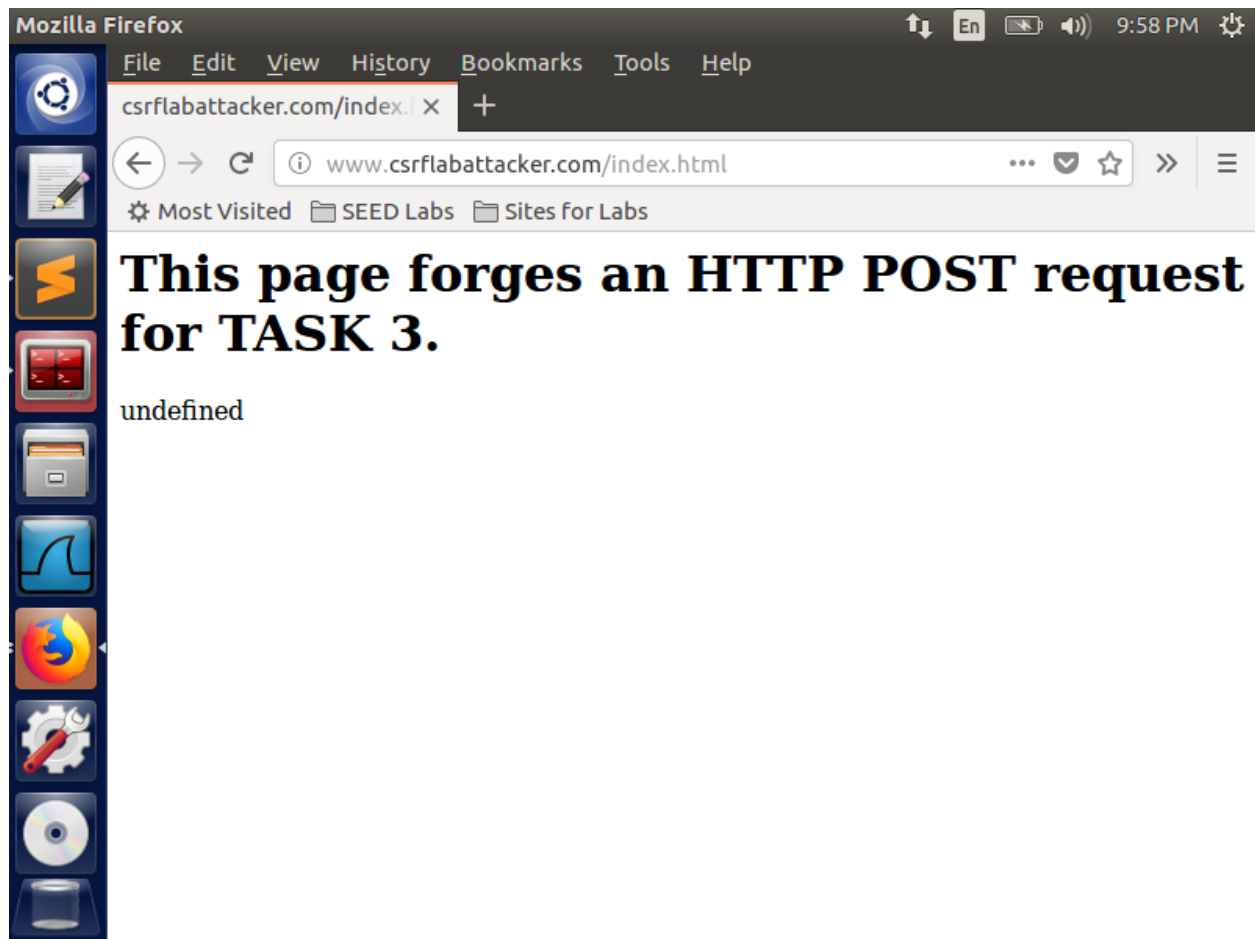 Mozilla Firefox
En
9:58 PM
File Edit View History Bookmarks Tools Help
csrflabattacker.com/index.
www.csrflabattacker.com/index.html
Most Visited SEED Labs Sites for Labs
This page forges an HTTP POST request
for TASK 3.
undefined